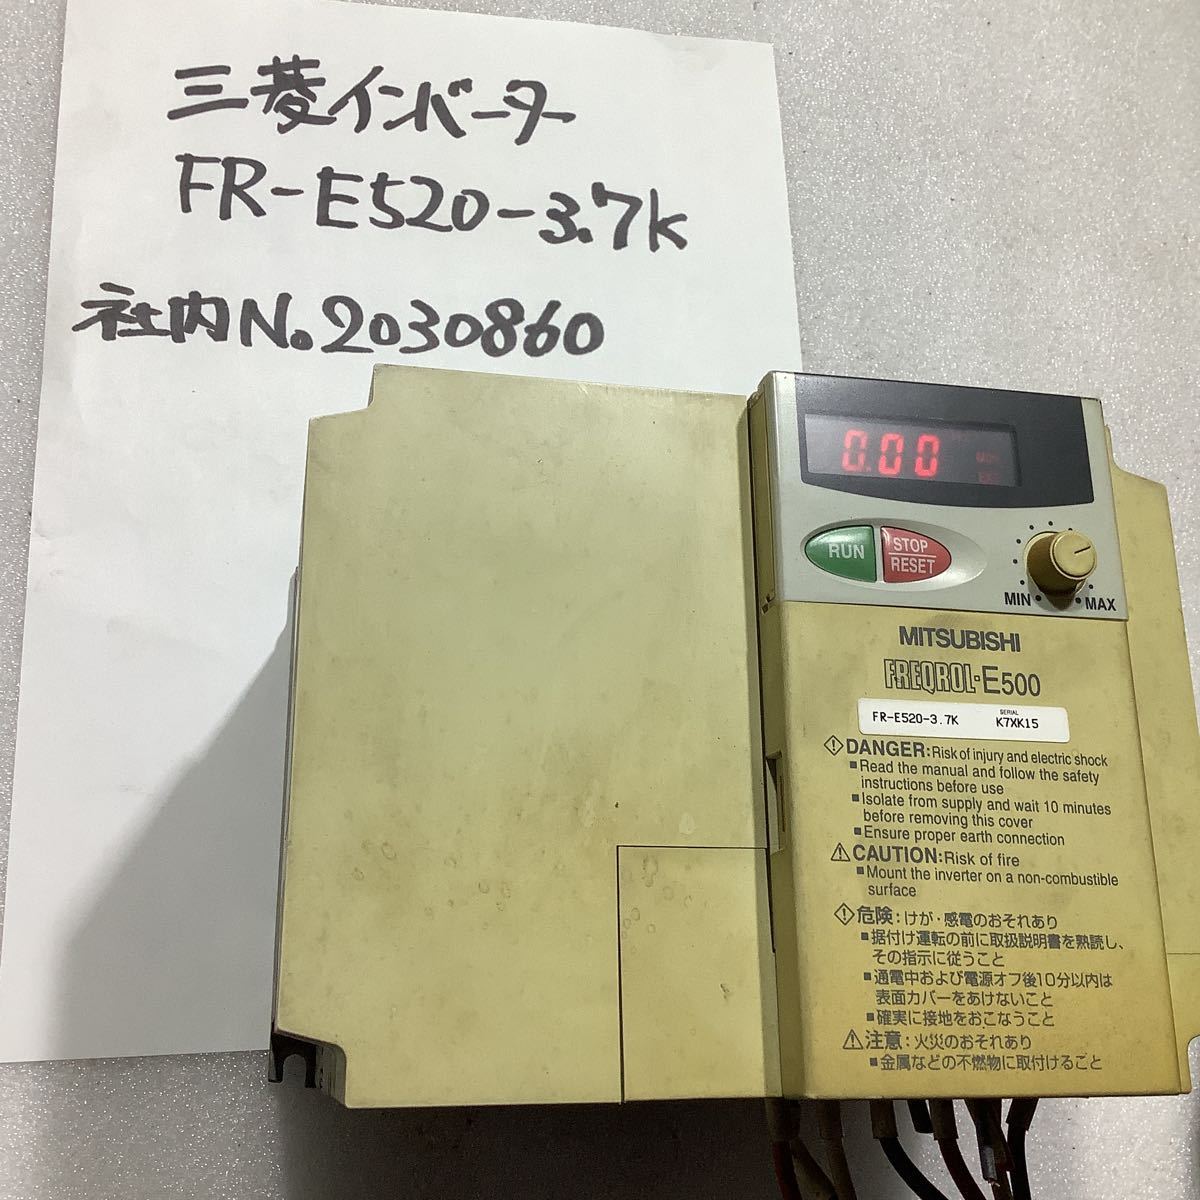 三菱インバーター
FR-E520-3.7K
社内No.2030860
0.00
RUN
STOP
RESET
MIN
MAX
MITSUBISHI
FREQROL-E500
FR-E520-3.7K
SERIAL
K7XK15
DANGER:Risk of injury and electric shock
■Read the manual and follow the safety
instructions before use
■Isolate from supply and wait 10 minutes
before removing this cover
■Ensure proper earth connection
CAUTION:Risk of fire
■Mount the inverter on a non-combustible
surface
危険:けが・感電のおそれあり
■据付け運転の前に取扱説明書を熟読し、
その指示に従うこと
■通電中および電源オフ後10分以内は
表面カバーをあけないこと
■確実に接地をおこなうこと
注意:火災のおそれあり
■金属などの不燃物に取付けること